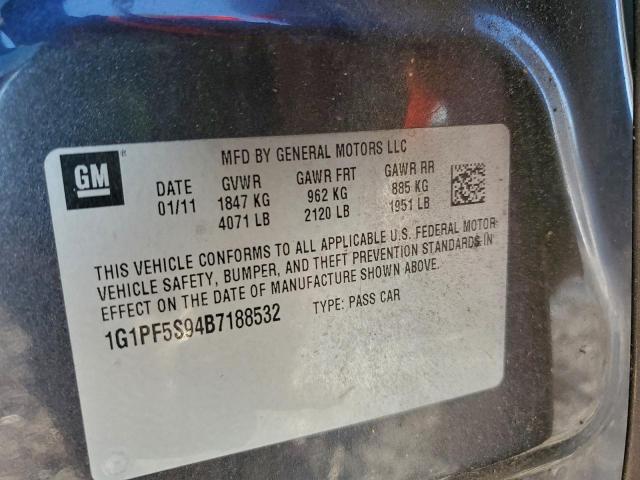 MFD BY GENERAL MOTORS LLC
GM
DATE GVWR GAWR FRT GAWR RR
01/11 1847 KG 962 KG 885 KG
4071 LB 2120 LB 1951 LB
THIS VEHICLE CONFORMS TO ALL APPLICABLE U.S. FEDERAL MOTOR
VEHICLE SAFETY, BUMPER, AND THEFT PREVENTION STANDARDS IN
EFFECT ON THE DATE OF MANUFACTURE SHOWN ABOVE.
1G1PF5S94B7188532 TYPE: PASS CAR